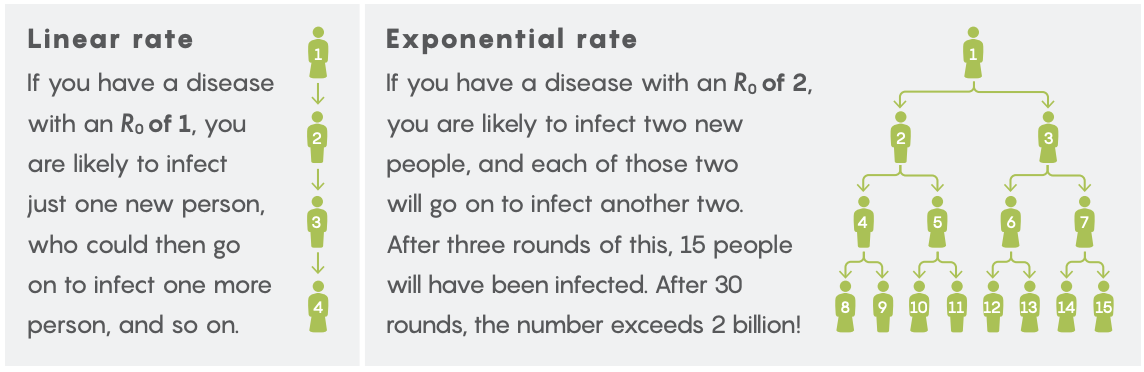 Linear rate
If you have a disease
with an R₀ of 1, you
are likely to infect
just one new person,
who could then go
on to infect one more
person, and so on.
1
2
3
4
Exponential rate
If you have a disease with an R₀ of 2,
you are likely to infect two new
people, and each of those two
will go on to infect another two.
After three rounds of this, 15 people
will have been infected. After 30
rounds, the number exceeds 2 billion!
1
2 3
4 5 6 7
8 9 10 11 12 13 14 15